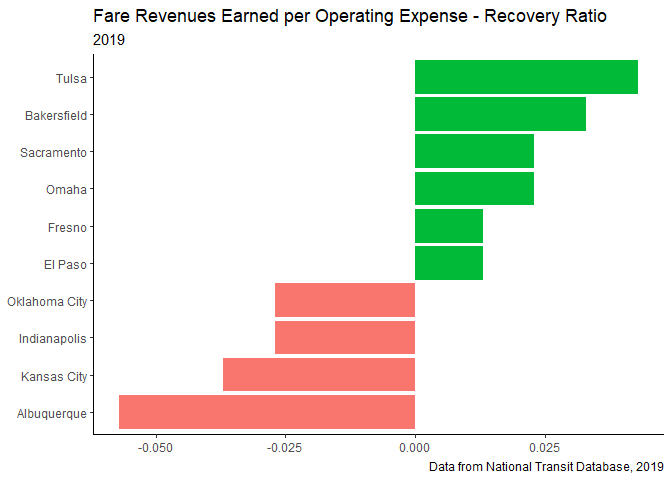 Fare Revenues Earned per Operating Expense - Recovery Ratio
2019
Tulsa
Bakersfield
Sacramento
Omaha
Fresno
El Paso
Oklahoma City
Indianapolis
Kansas City
Albuquerque
-0.050 -0.025 0.000 0.025
Data from National Transit Database, 2019